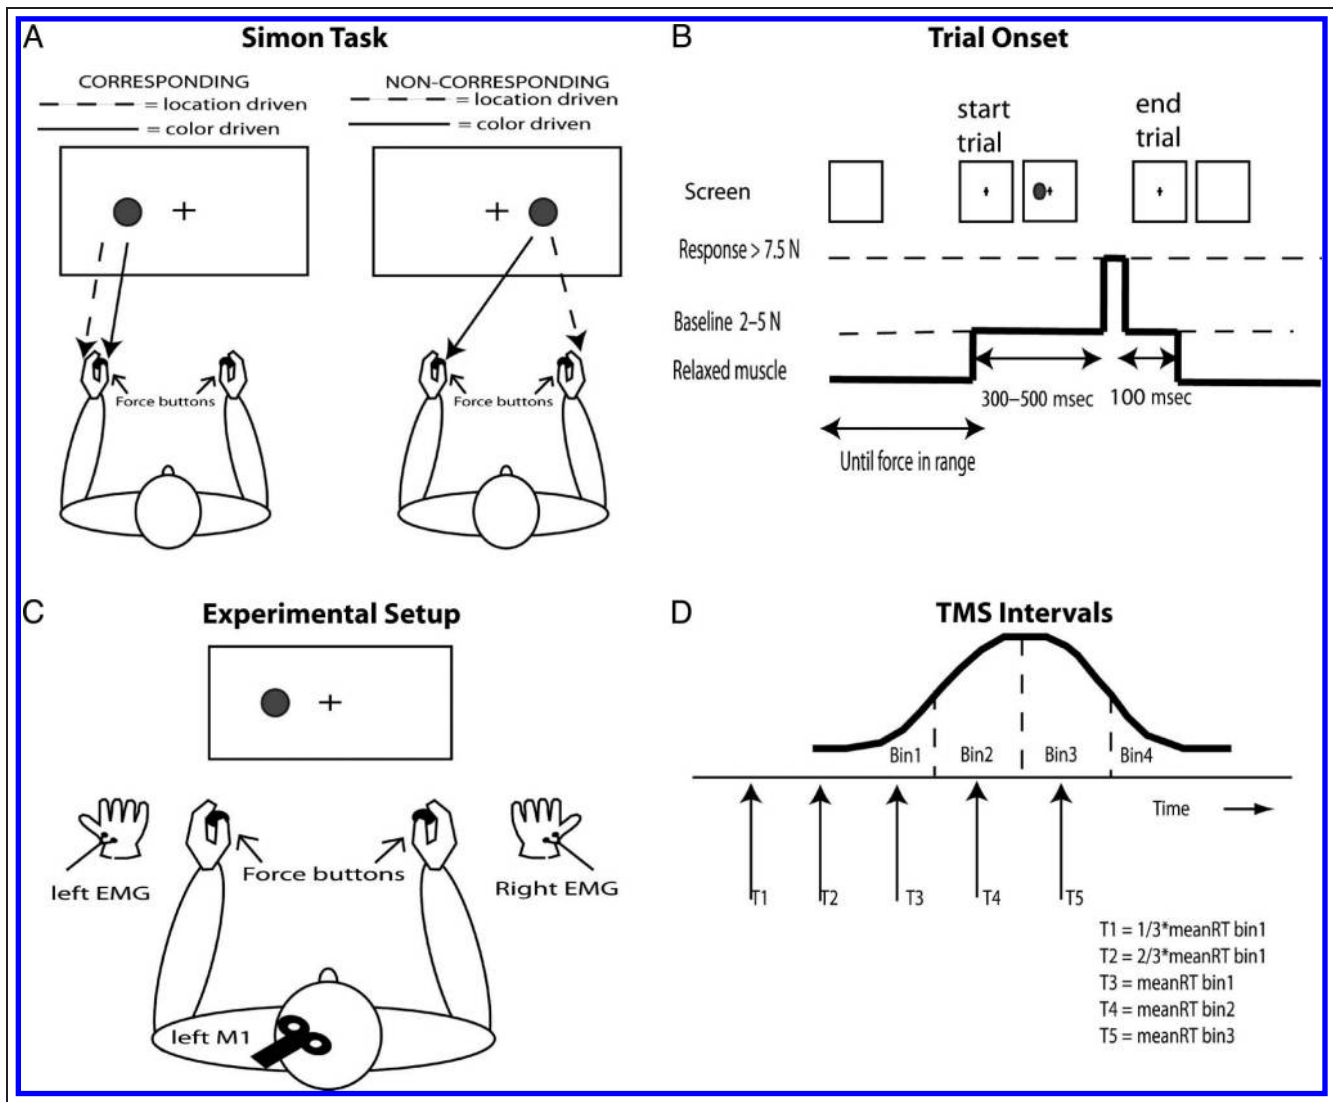 A
Simon Task
CORRESPONDING
= location driven
= color driven
NON-CORRESPONDING
= location driven
= color driven
Force buttons
Force buttons
B
Trial Onset
start
trial
end
trial
Screen
Response > 7.5 N
Baseline 2–5 N
Relaxed muscle
300–500 msec
100 msec
Until force in range
C
Experimental Setup
left EMG
Force buttons
Right EMG
left M1
D
TMS Intervals
Bin1
Bin2
Bin3
Bin4
Time
T1
T2
T3
T4
T5
T1 = 1/3*meanRT bin1
T2 = 2/3*meanRT bin1
T3 = meanRT bin1
T4 = meanRT bin2
T5 = meanRT bin3